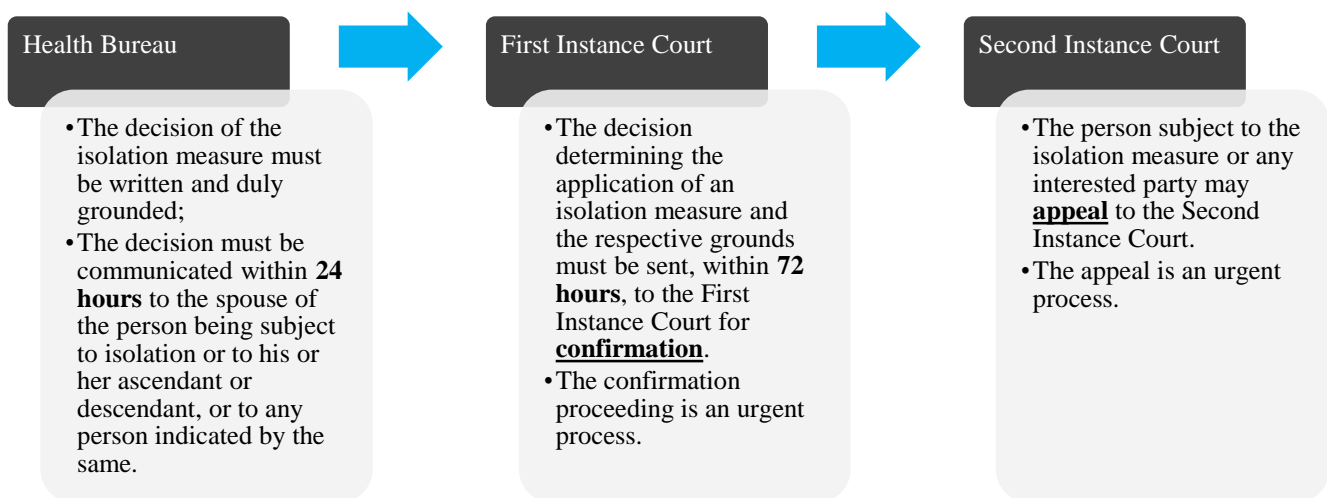 Health Bureau
•The decision of the
isolation measure must
be written and duly
grounded;
•The decision must be
communicated within 24
hours to the spouse of
the person being subject
to isolation or to his or
her ascendant or
descendant, or to any
person indicated by the
same.
First Instance Court
•The decision
determining the
application of an
isolation measure and
the respective grounds
must be sent, within 72
hours, to the First
Instance Court for
confirmation.
•The confirmation
proceeding is an urgent
process.
Second Instance Court
•The person subject to the
isolation measure or any
interested party may
appeal to the Second
Instance Court.
•The appeal is an urgent
process.